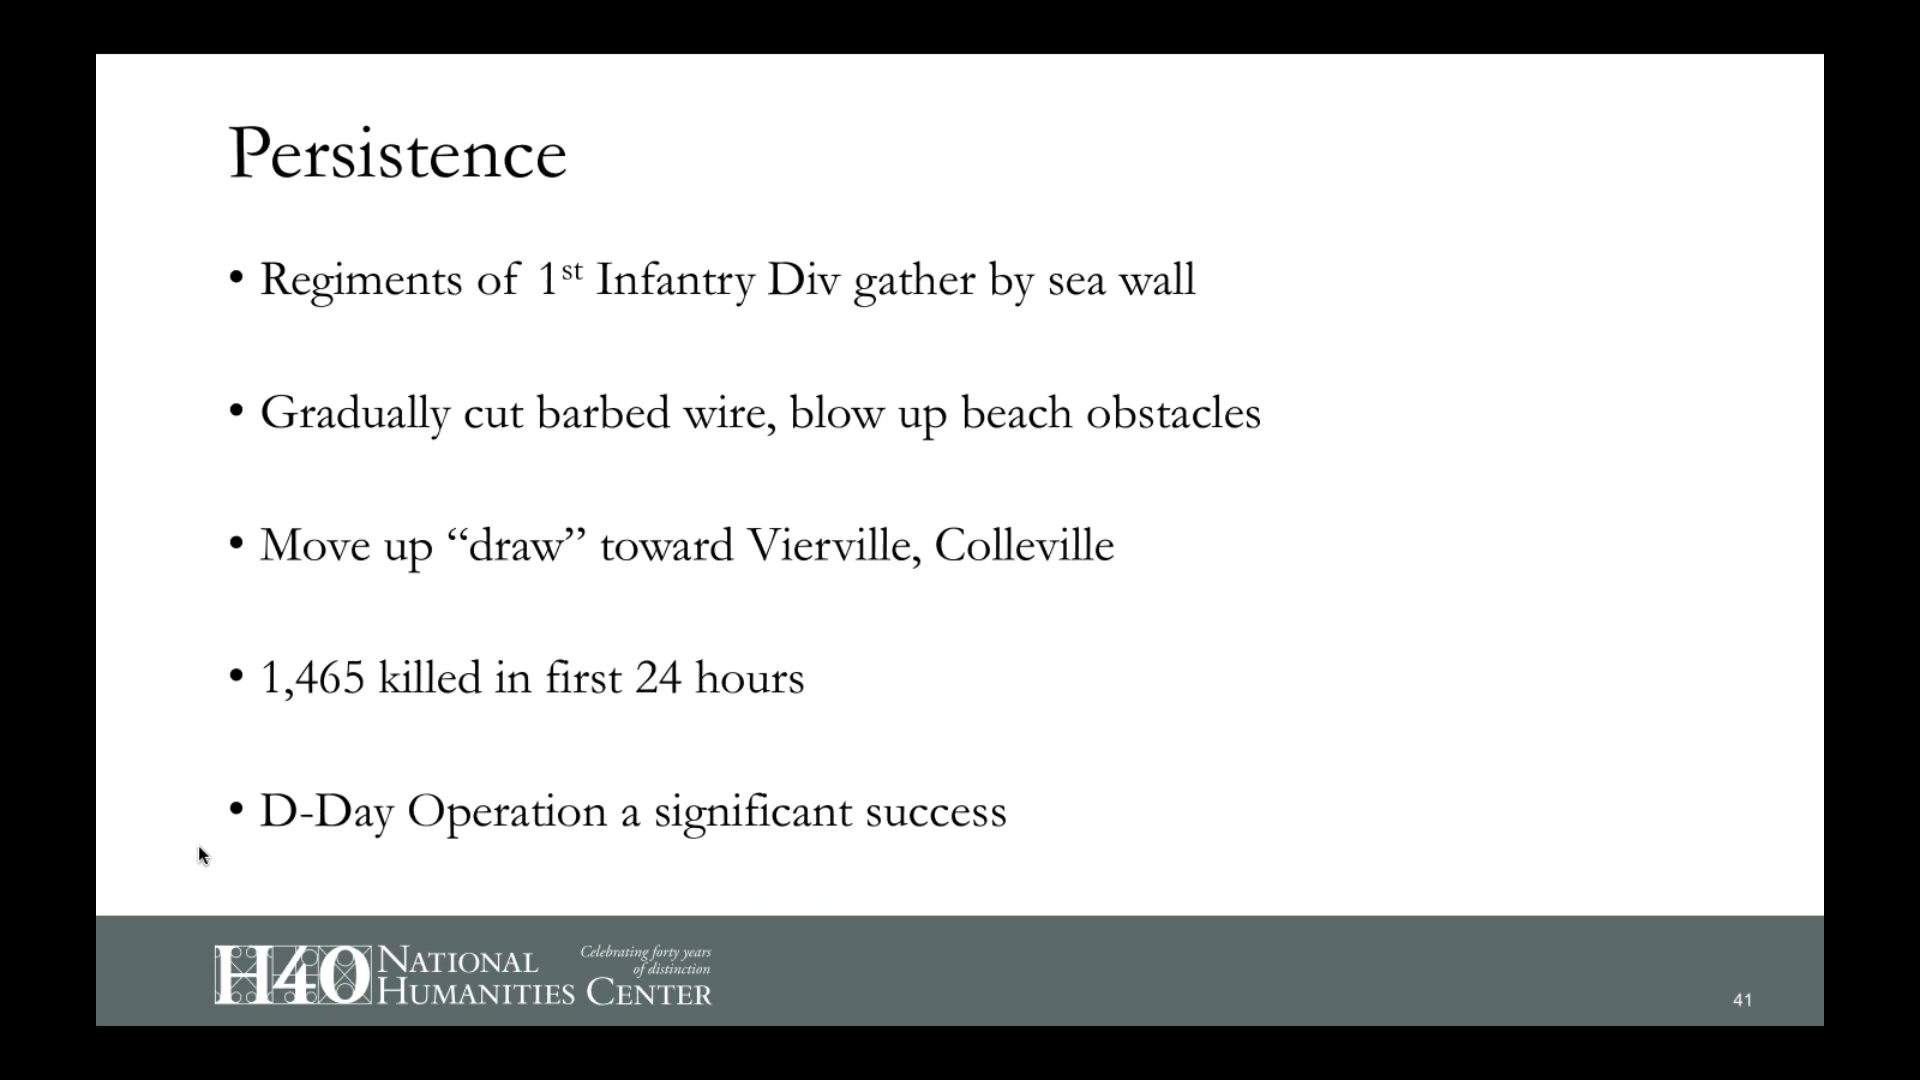 Persistence
• Regiments of 1st Infantry Div gather by sea wall
• Gradually cut barbed wire, blow up beach obstacles
• Move up “draw” toward Vierville, Colleville
• 1,465 killed in first 24 hours
• D-Day Operation a significant success
H40 NATIONAL HUMANITIES CENTER
Celebrating forty years
of distinction
41